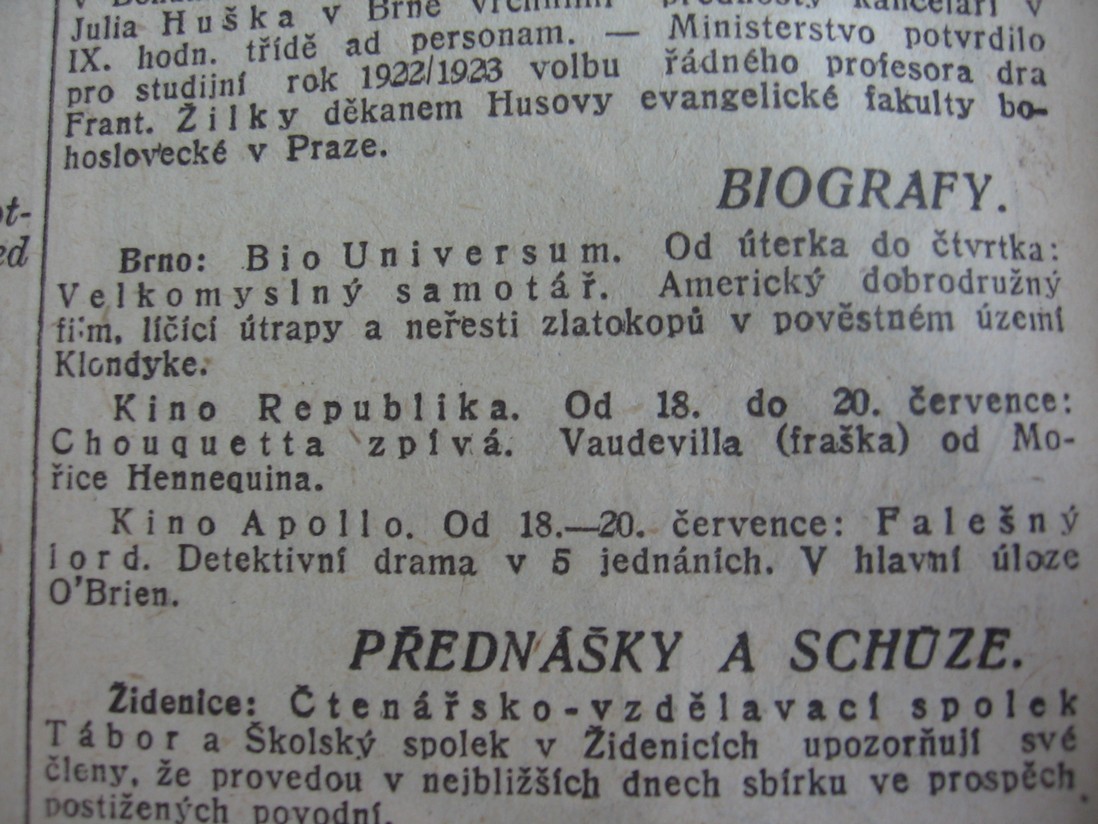 Julia Huška v Brně vrchním přednosty kanceláří v
IX. hodn. třídě ad personam. — Ministerstvo potvrdilo
pro studijní rok 1922/1923 volbu řádného profesora dra
Frant. Žilky děkanem Husovy evangelické fakulty bo-
hoslovecké v Praze.
ot-
ed
BIOGRAFY.
Brno: Bio Universum. Od úterka do čtvrtka:
Velkomyslný samotář. Americký dobrodružný
film, líčící útrapy a neřesti zlatokopů v pověstném území
Klondyke.
Kino Republika. Od 18. do 20. července:
Chouquetta zpívá. Vaudevilla (fraška) od Mo-
řice Hennequina.
Kino Apollo. Od 18.—20. července: Falešný
lord. Detektivní drama v 5 jednáních. V hlavní úloze
O'Brien.
PŘEDNÁŠKY A SCHŮZE.
Židenice: Čtenářsko-vzdělavací spolek
Tábor a Školský spolek v Židenicích upozorňují své
členy, že provedou v nejbližších dnech sbírku ve prospěch
postižených povodní.